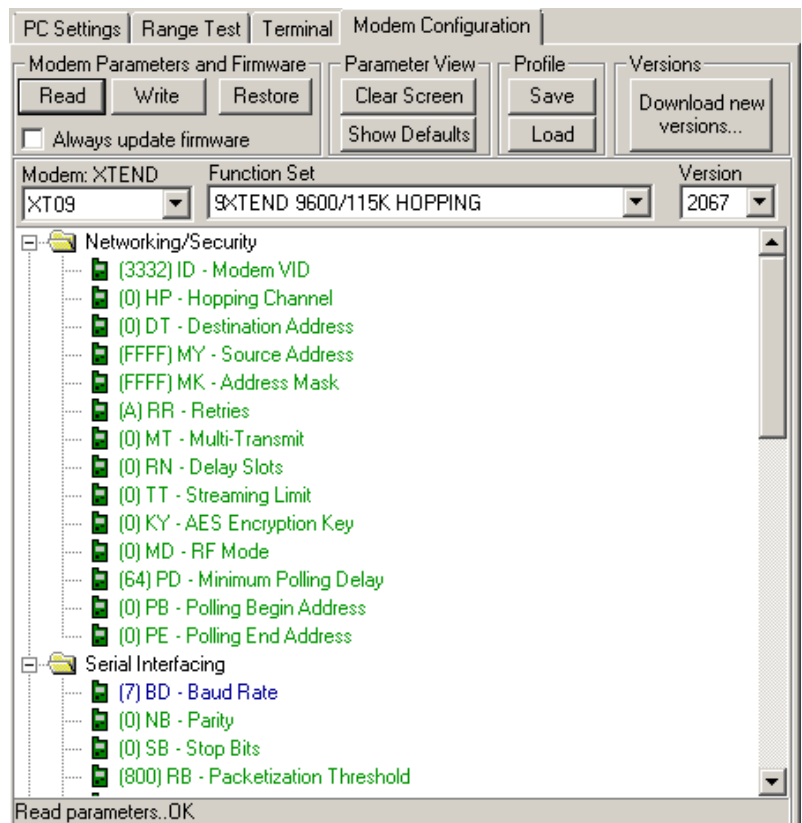 PC Settings Range Test Terminal Modem Configuration
Modem Parameters and Firmware Parameter View Profile Versions
Read Write Restore Clear Screen Save Download new versions...
Always update firmware Show Defaults Load
Modem: XTEND Function Set Version
XT09 9XTEND 9600/115K HOPPING 2067
Networking/Security
(3332) ID - Modem VID
(0) HP - Hopping Channel
(0) DT - Destination Address
(FFFF) MY - Source Address
(FFFF) MK - Address Mask
(A) RR - Retries
(0) MT - Multi-Transmit
(0) RN - Delay Slots
(0) TT - Streaming Limit
(0) KY - AES Encryption Key
(0) MD - RF Mode
(64) PD - Minimum Polling Delay
(0) PB - Polling Begin Address
(0) PE - Polling End Address
Serial Interfacing
(7) BD - Baud Rate
(0) NB - Parity
(0) SB - Stop Bits
(800) RB - Packetization Threshold
Read parameters..OK